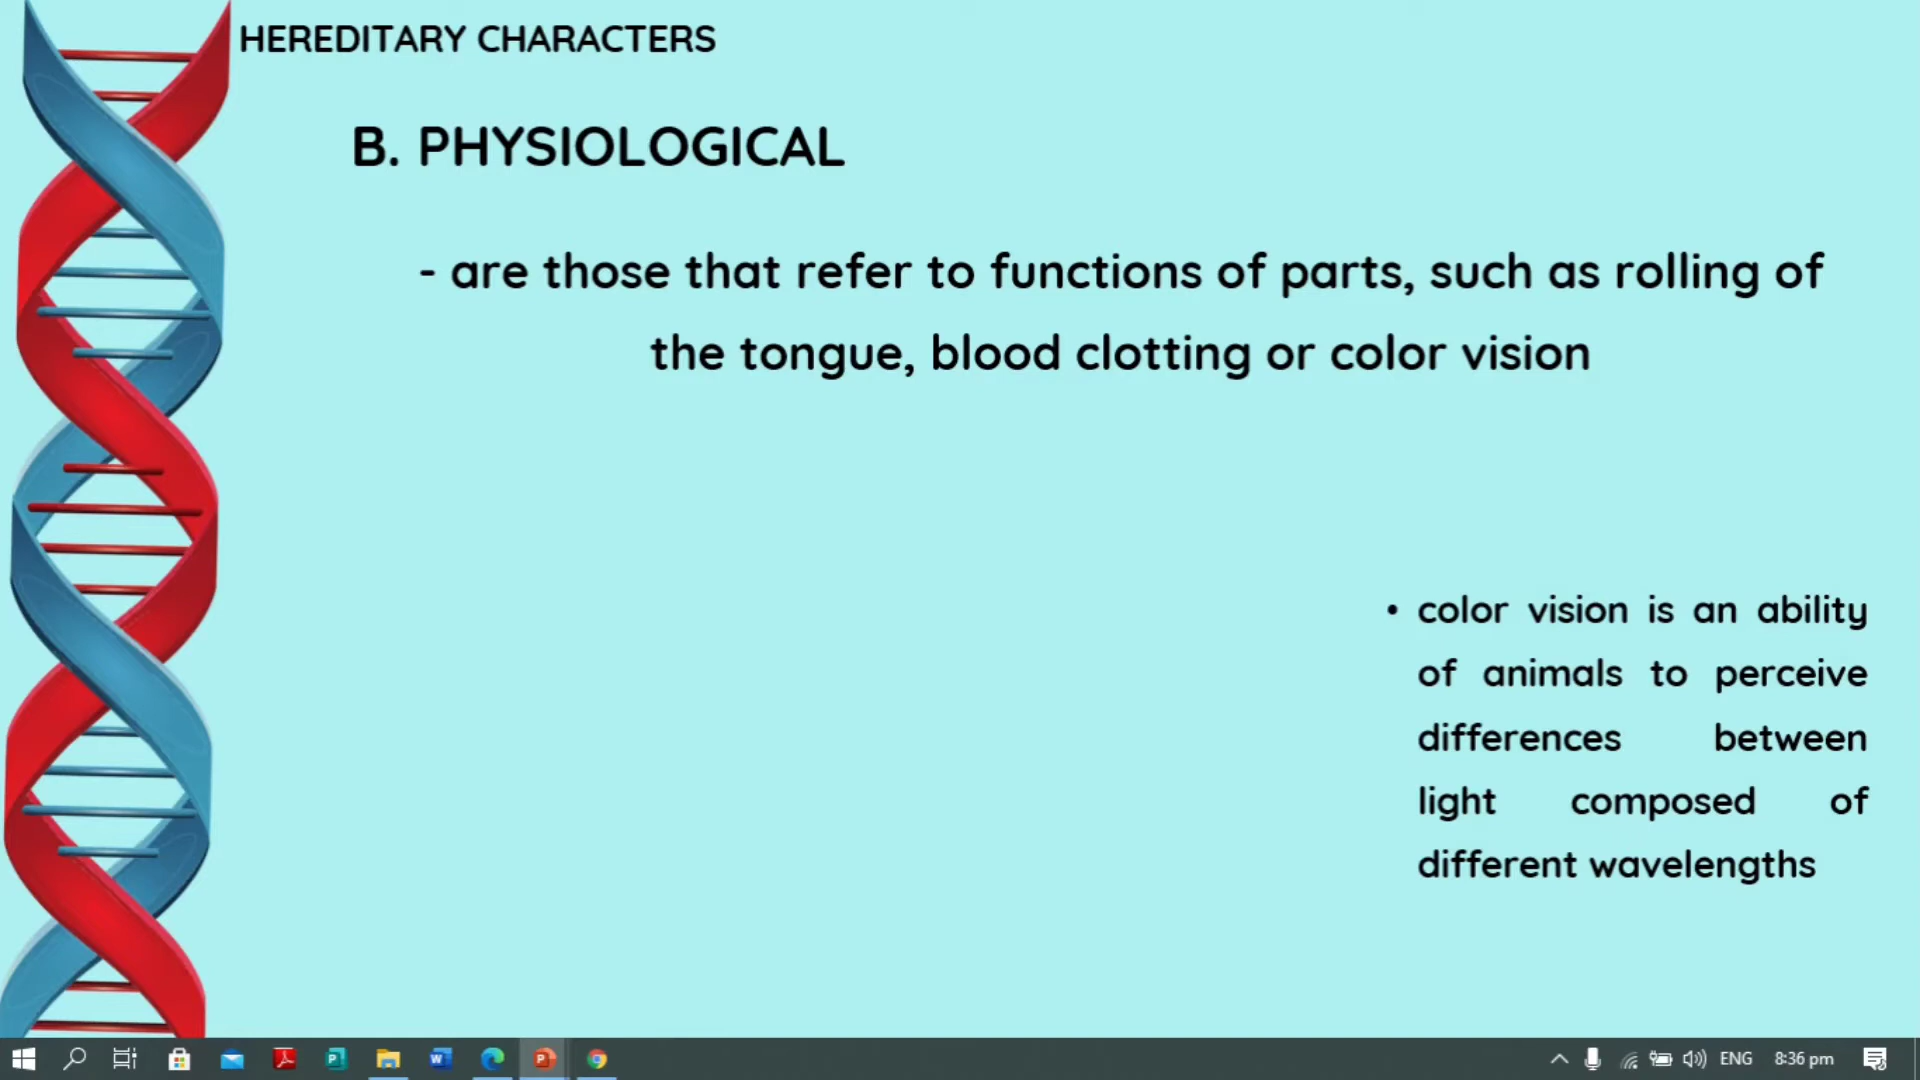 HEREDITARY CHARACTERS
B. PHYSIOLOGICAL
- are those that refer to functions of parts, such as rolling of
the tongue, blood clotting or color vision
• color vision is an ability
of animals to perceive
differences between
light composed of
different wavelengths
ENG 8:36 pm